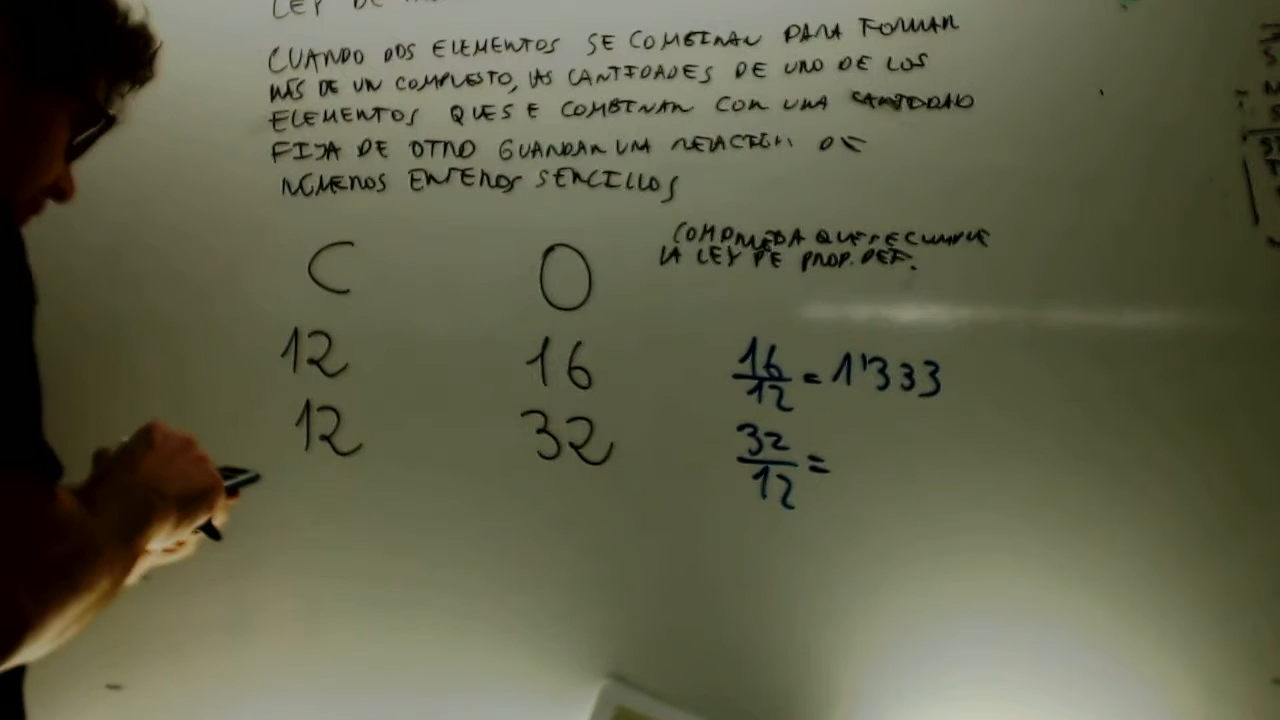 LEY DE
CUANDO DOS ELEMENTOS SE COMBINAN PARA FORMAR
MÁS DE UN COMPUESTO, LAS CANTIDADES DE UNO DE LOS
ELEMENTOS QUE SE COMBINAN CON UNA CANTIDAD
FIJA DE OTRO GUARDAN UNA RELACIÓN DE
NÚMEROS ENTEROS SENCILLOS
COMPRUEBA QUE SE CUMPLE
LA LEY DE PROP. DEF.
C O
12 16 16/12 = 1'333
12 32 32/12 =